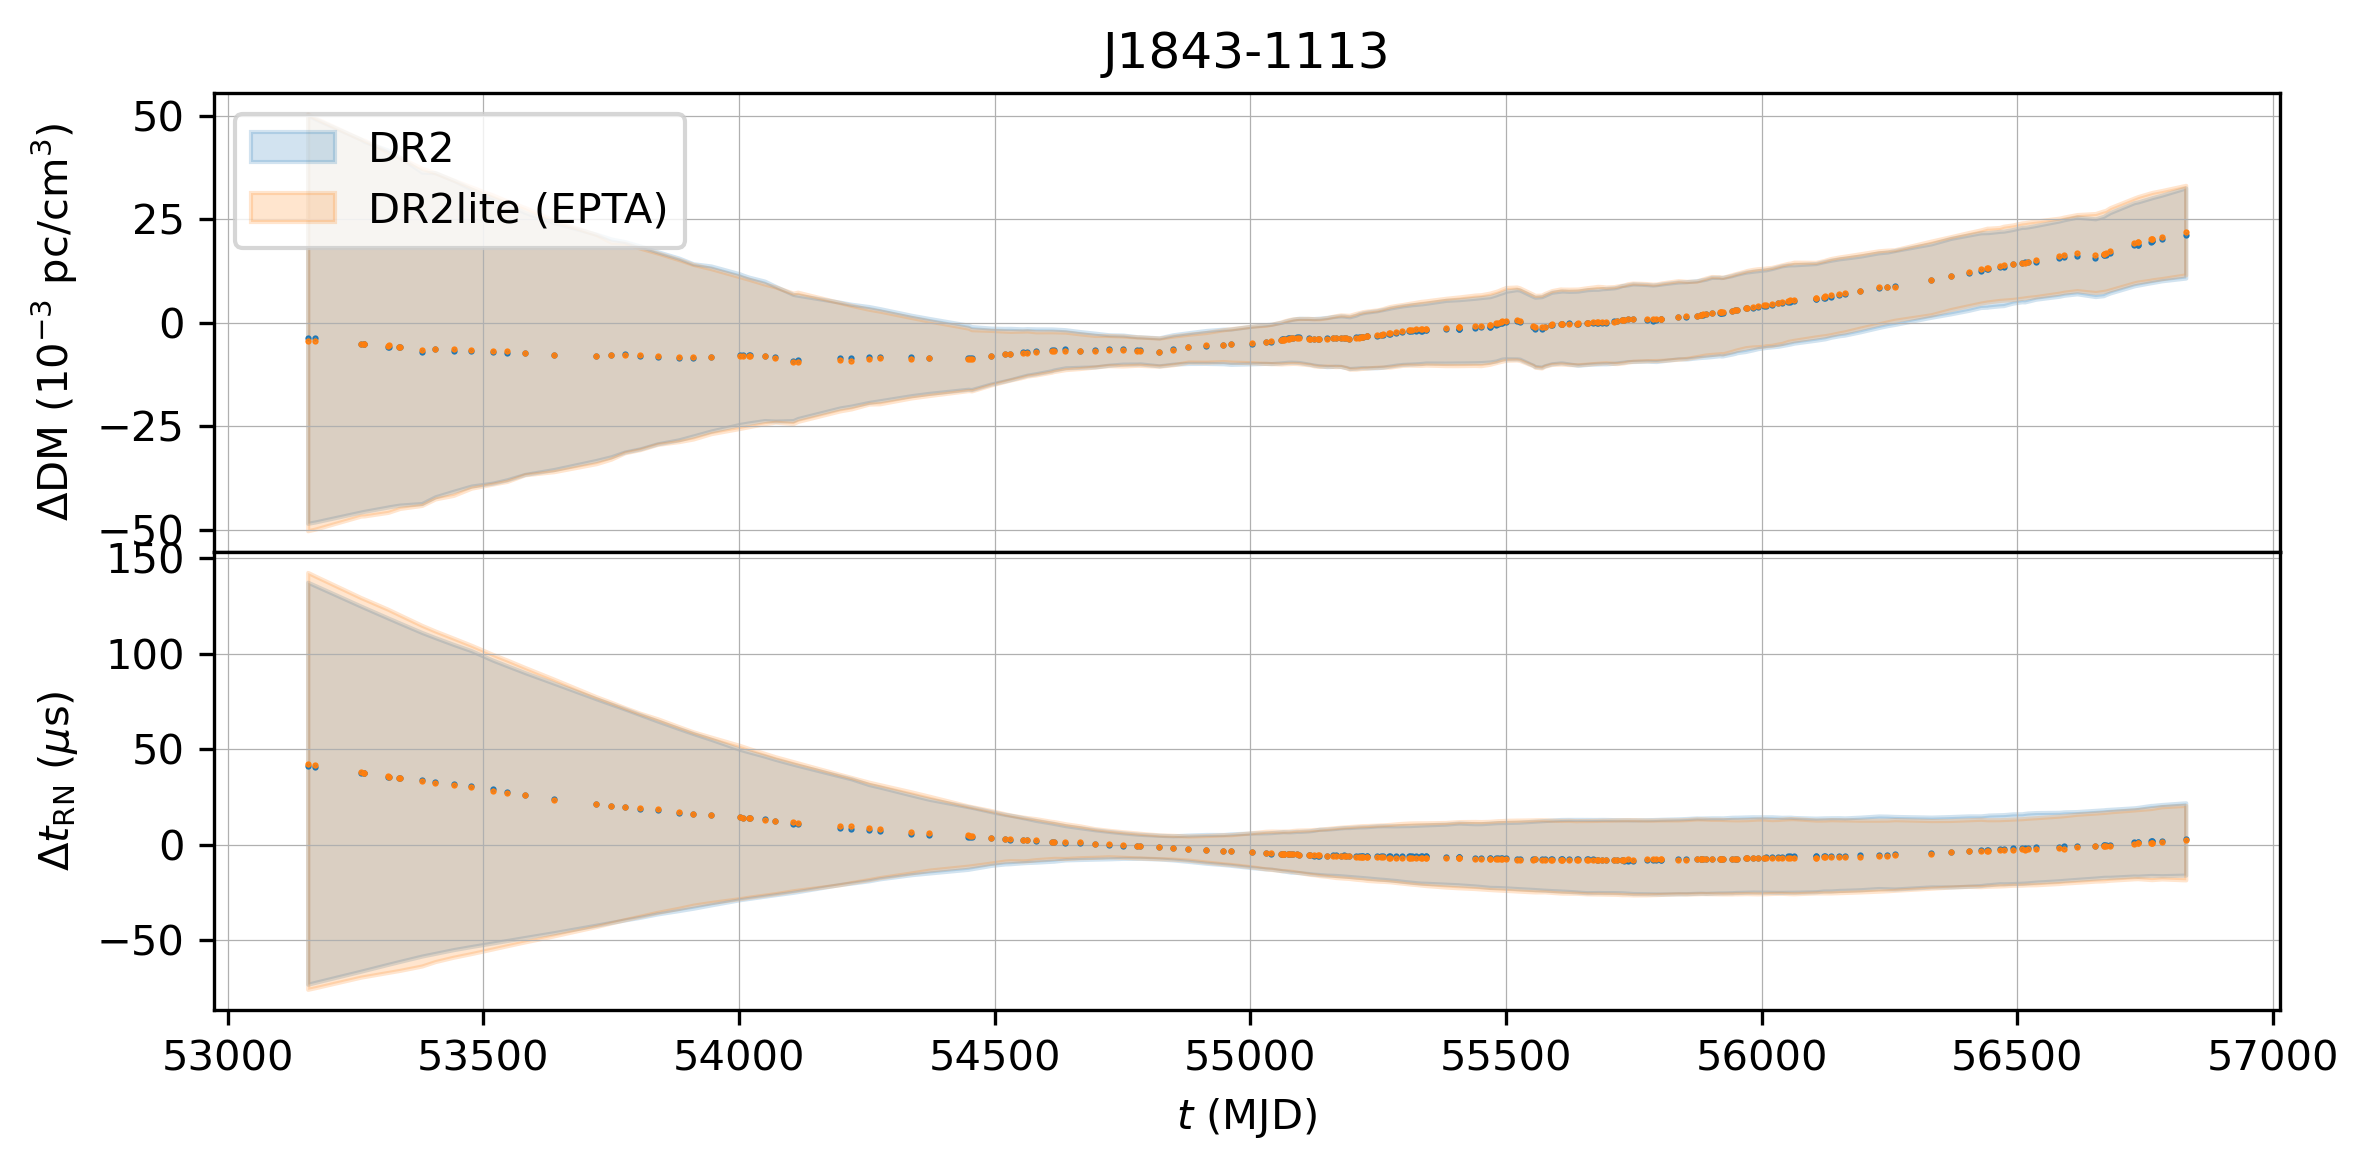 J1843-1113
ΔDM (10⁻³ pc/cm³)
50
25
0
−25
−50
DR2
DR2lite (EPTA)
Δt_RN (μs)
150
100
50
0
−50
53000 53500 54000 54500 55000 55500 56000 56500 57000
t (MJD)